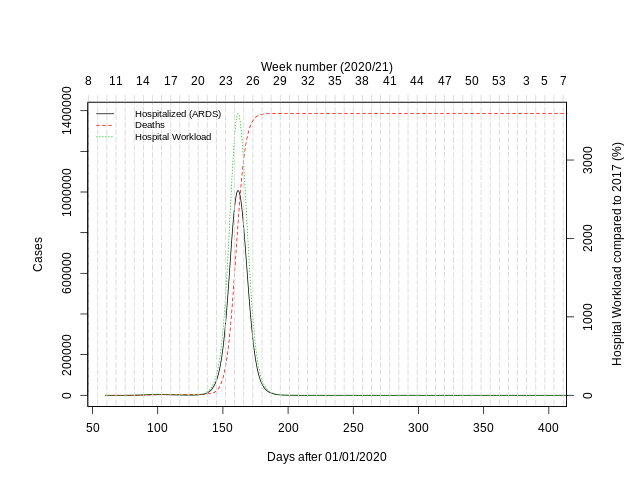 Week number (2020/21)
8 11 14 17 20 23 26 29 32 35 38 41 44 47 50 53 3 5 7
Hospitalized (ARDS)
Deaths
Hospital Workload
Cases
0 200000 600000 1000000 1400000
Hospital Workload compared to 2017 (%)
0 1000 2000 3000
50 100 150 200 250 300 350 400
Days after 01/01/2020